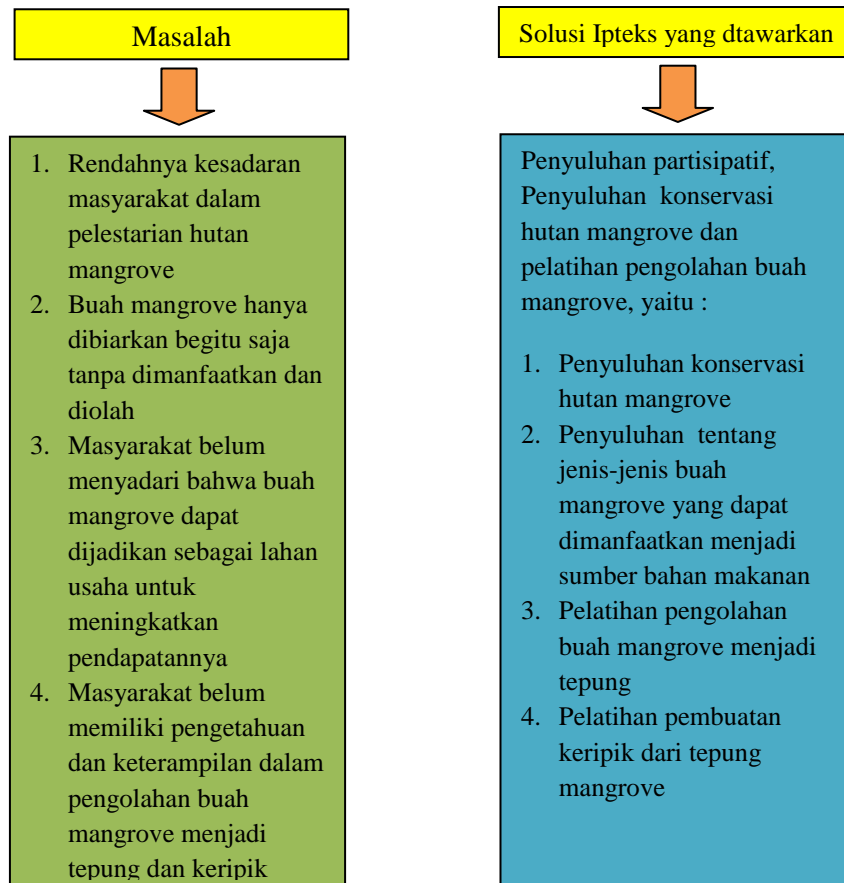 Masalah
1. Rendahnya kesadaran
masyarakat dalam
pelestarian hutan
mangrove
2. Buah mangrove hanya
dibiarkan begitu saja
tanpa dimanfaatkan dan
diolah
3. Masyarakat belum
menyadari bahwa buah
mangrove dapat
dijadikan sebagai lahan
usaha untuk
meningkatkan
pendapatannya
4. Masyarakat belum
memiliki pengetahuan
dan keterampilan dalam
pengolahan buah
mangrove menjadi
tepung dan keripik
Solusi Ipteks yang dtawarkan
Penyuluhan partisipatif,
Penyuluhan konservasi
hutan mangrove dan
pelatihan pengolahan buah
mangrove, yaitu :
1. Penyuluhan konservasi
hutan mangrove
2. Penyuluhan tentang
jenis-jenis buah
mangrove yang dapat
dimanfaatkan menjadi
sumber bahan makanan
3. Pelatihan pengolahan
buah mangrove menjadi
tepung
4. Pelatihan pembuatan
keripik dari tepung
mangrove